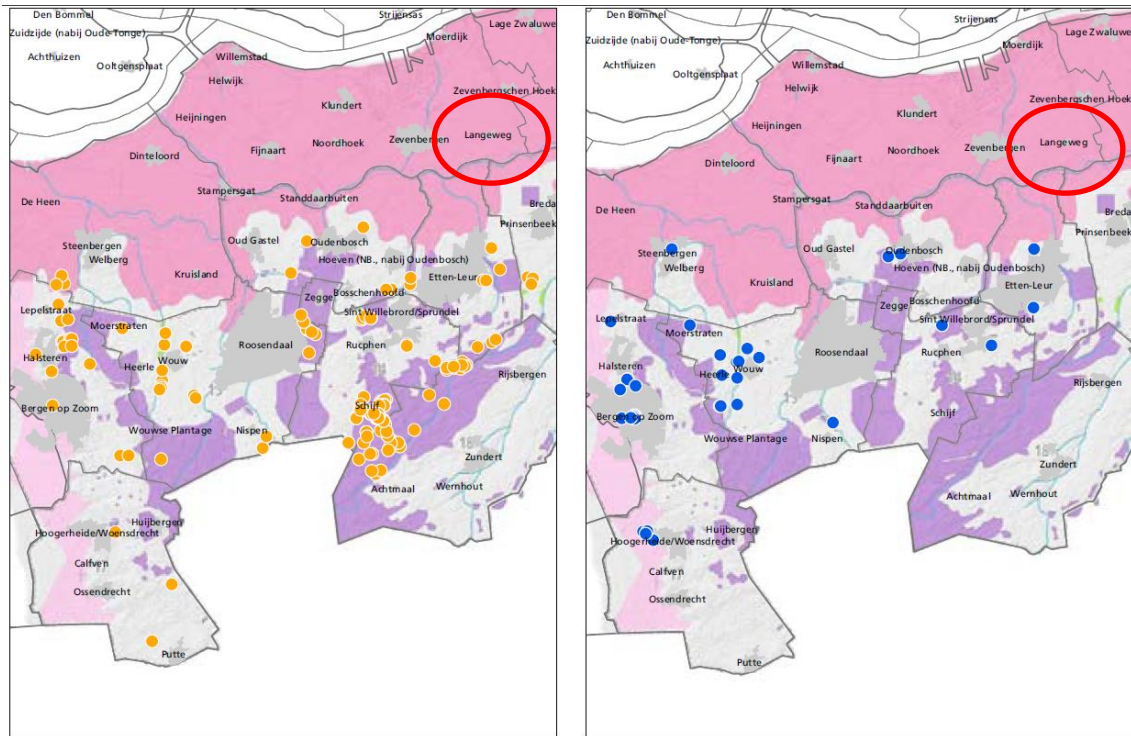 Den Bommel
Strijensas
Zuidzijde (nabij Oude-Tonge)
Lage Zwaluwe
Moerdijk
Achthuizen
Ooltgensplaat
Willemstad
Helwijk
Zevenbergschen Hoek
Klundert
Heijningen
Langeweg
Noordhoek
Zevenbergen
Fijnaart
Dinteloord
Stampersgat
Standdaarbuiten
De Heen
Breda
Prinsenbeek
Steenbergen
Oud Gastel
Oudenbosch
Welberg
Hoeven (NB., nabij Oudenbosch)
Kruisland
Etten-Leur
Zegge
Bosschenhoofd
Lepelstraat
Sint Willebrord/Sprundel
Moerstraten
Roosendaal
Rucphen
Halsteren
Wouw
Heerle
Rijsbergen
Schijf
Bergen op Zoom
Wouwse Plantage
Nispen
Zundert
Achtmaal
Wernhout
Huijbergen
Hoogerheide/Woensdrecht
Calfven
Ossendrecht
Putte
Den Bommel
Strijensas
Zuidzijde (nabij Oude-Tonge)
Lage Zwaluwe
Moerdijk
Achthuizen
Ooltgensplaat
Willemstad
Helwijk
Zevenbergschen Hoek
Klundert
Heijningen
Langeweg
Noordhoek
Zevenbergen
Fijnaart
Dinteloord
Stampersgat
Standdaarbuiten
De Heen
Breda
Prinsenbeek
Steenbergen
Oud Gastel
Oudenbosch
Welberg
Hoeven (NB., nabij Oudenbosch)
Kruisland
Etten-Leur
Zegge
Bosschenhoofd
Lepelstraat
Sint Willebrord/Sprundel
Moerstraten
Roosendaal
Rucphen
Halsteren
Wouw
Heerle
Rijsbergen
Schijf
Bergen op Zoom
Wouwse Plantage
Nispen
Zundert
Achtmaal
Wernhout
Huijbergen
Hoogerheide/Woensdrecht
Calfven
Ossendrecht
Putte